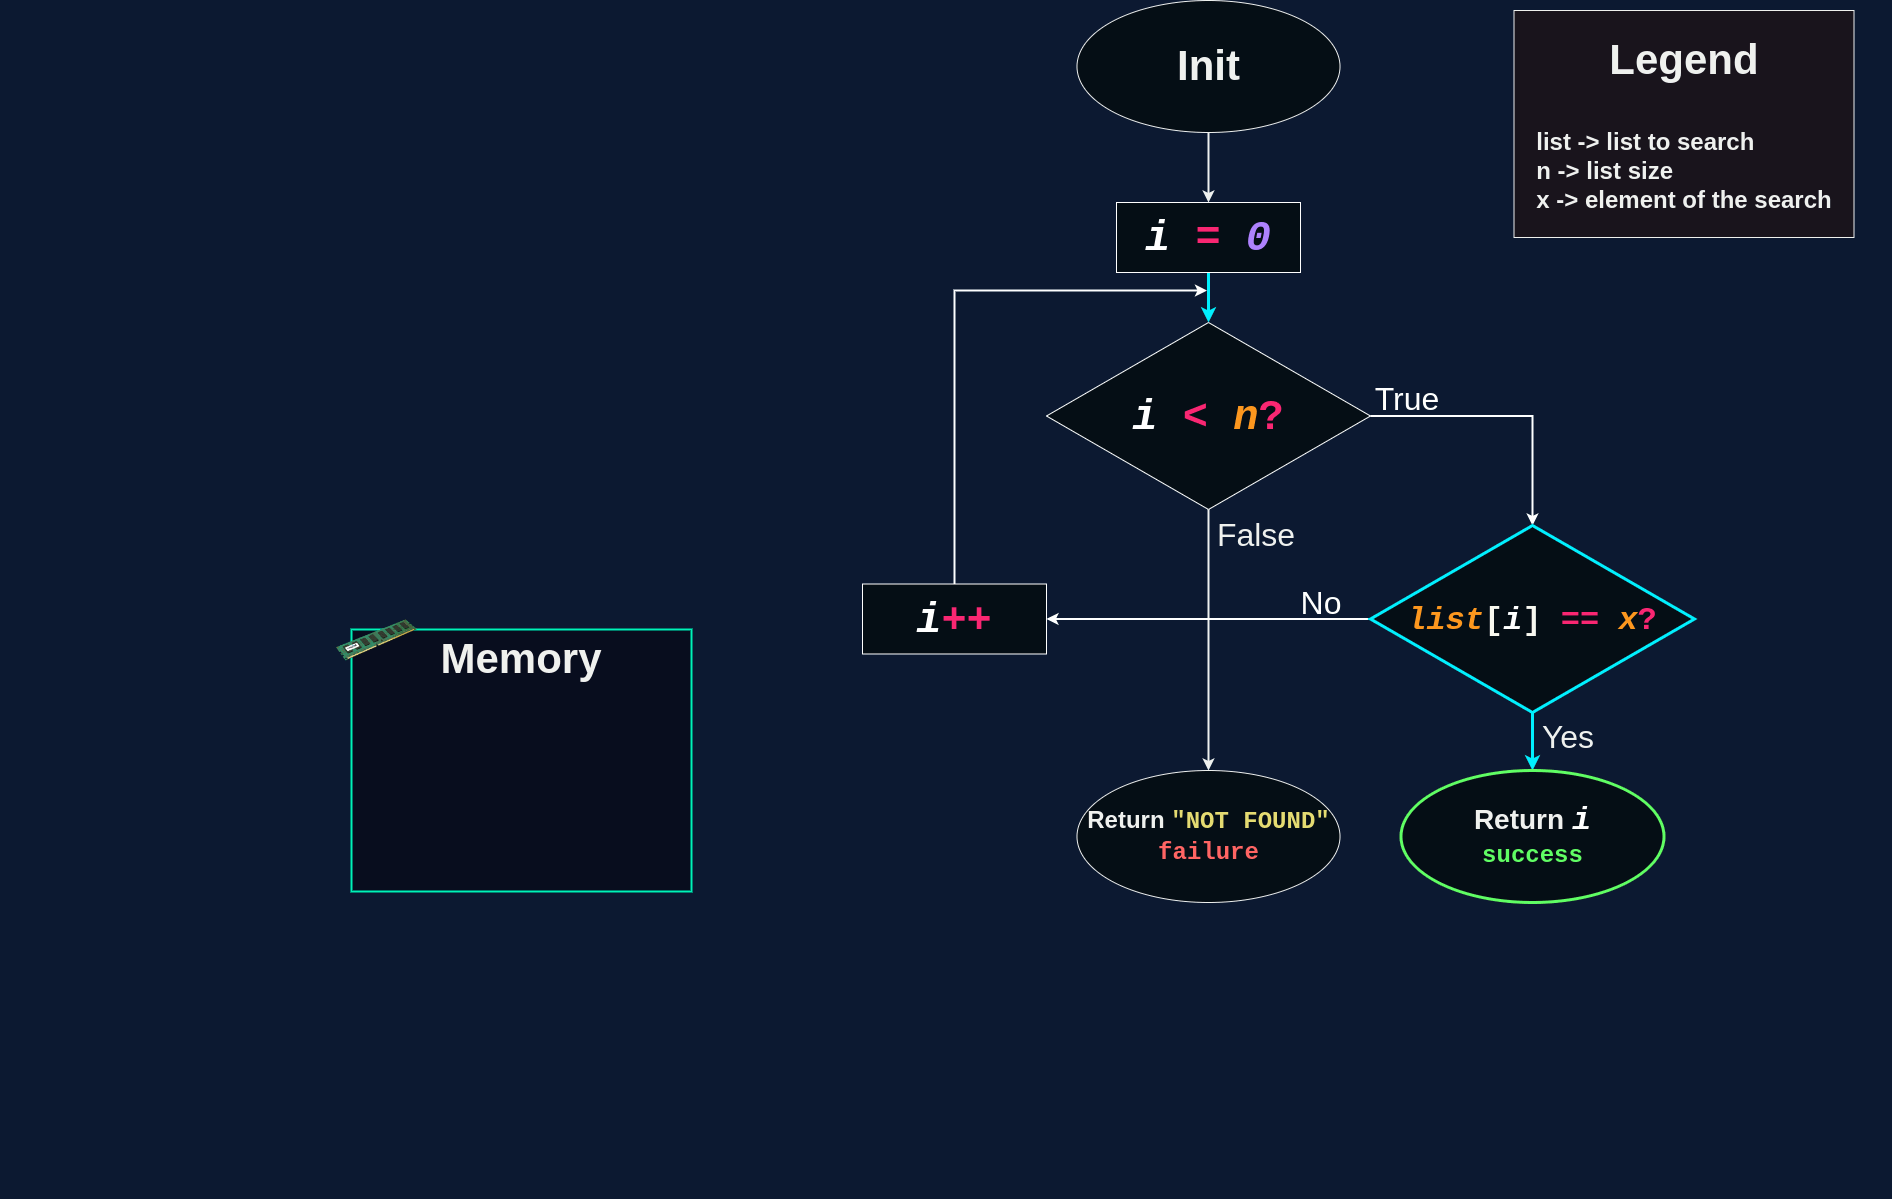 Init
Legend
list -> list to search
n -> list size
x -> element of the search
i = 0
i < n?
True
False
i++
No
list[i] == x?
Memory
Yes
Return "NOT FOUND"
failure
Return i
success